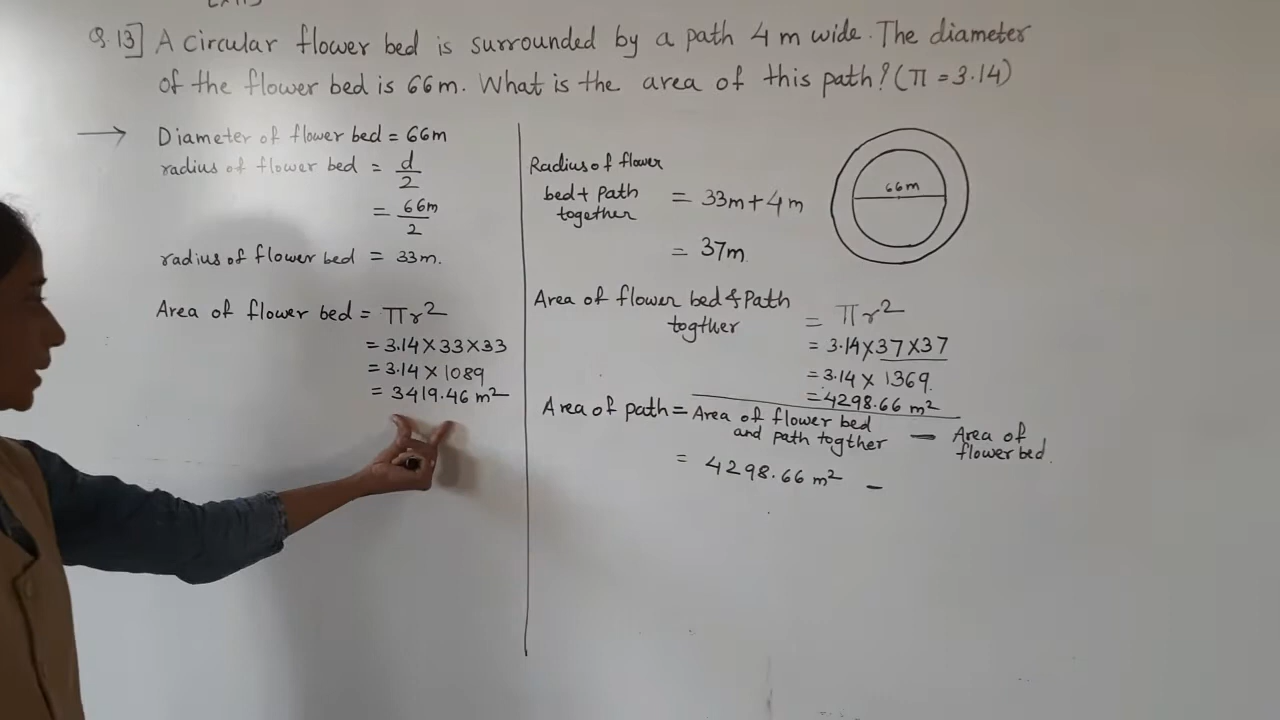 Q.13] A circular flower bed is surrounded by a path 4 m wide. The diameter
of the flower bed is 66m. What is the area of this path? (π = 3.14)
→ Diameter of flower bed = 66m
radius of flower bed = d/2
= 66m/2
radius of flower bed = 33m.
Area of flower bed = πr²
= 3.14 × 33 × 33
= 3.14 × 1089
= 3419.46 m²
Radius of flower
bed + path
together = 33m + 4m
= 37m
66m
Area of flower bed & Path
togther = πr²
= 3.14 × 37 × 37
= 3.14 × 1369
= 4298.66 m²
Area of path = Area of flower bed
and path togther − Area of
flower bed.
= 4298.66 m² −